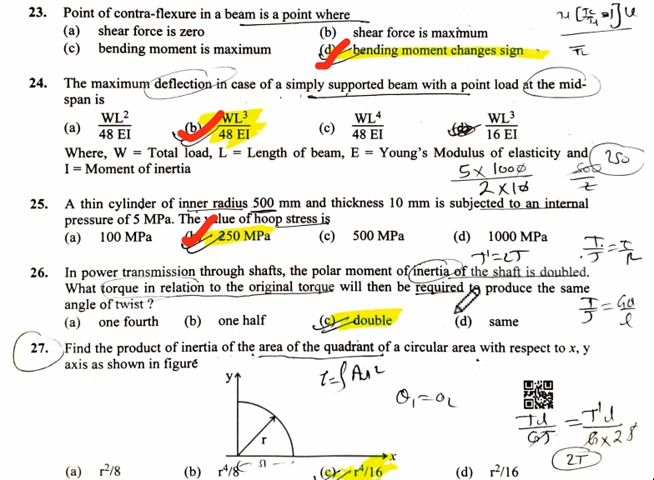 23. Point of contra-flexure in a beam is a point where
(a) shear force is zero (b) shear force is maximum
(c) bending moment is maximum (d) bending moment changes sign
24. The maximum deflection in case of a simply supported beam with a point load at the mid-
span is
(a) WL²/48 EI (b) WL³/48 EI (c) WL⁴/48 EI (d) WL³/16 EI
Where, W = Total load, L = Length of beam, E = Young's Modulus of elasticity and
I = Moment of inertia
250
5 × 1000/2 × 10
25. A thin cylinder of inner radius 500 mm and thickness 10 mm is subjected to an internal
pressure of 5 MPa. The value of hoop stress is
(a) 100 MPa 250 MPa (c) 500 MPa (d) 1000 MPa
T'=2T
26. In power transmission through shafts, the polar moment of inertia of the shaft is doubled.
What torque in relation to the original torque will then be required to produce the same
angle of twist ?
(a) one fourth (b) one half (c) double (d) same
27. Find the product of inertia of the area of the quadrant of a circular area with respect to x, y
axis as shown in figure
θ₁=θ₂
y
r
x
2T
(a) r²/8 (b) r⁴/8 (c) r⁴/16 (d) r²/16